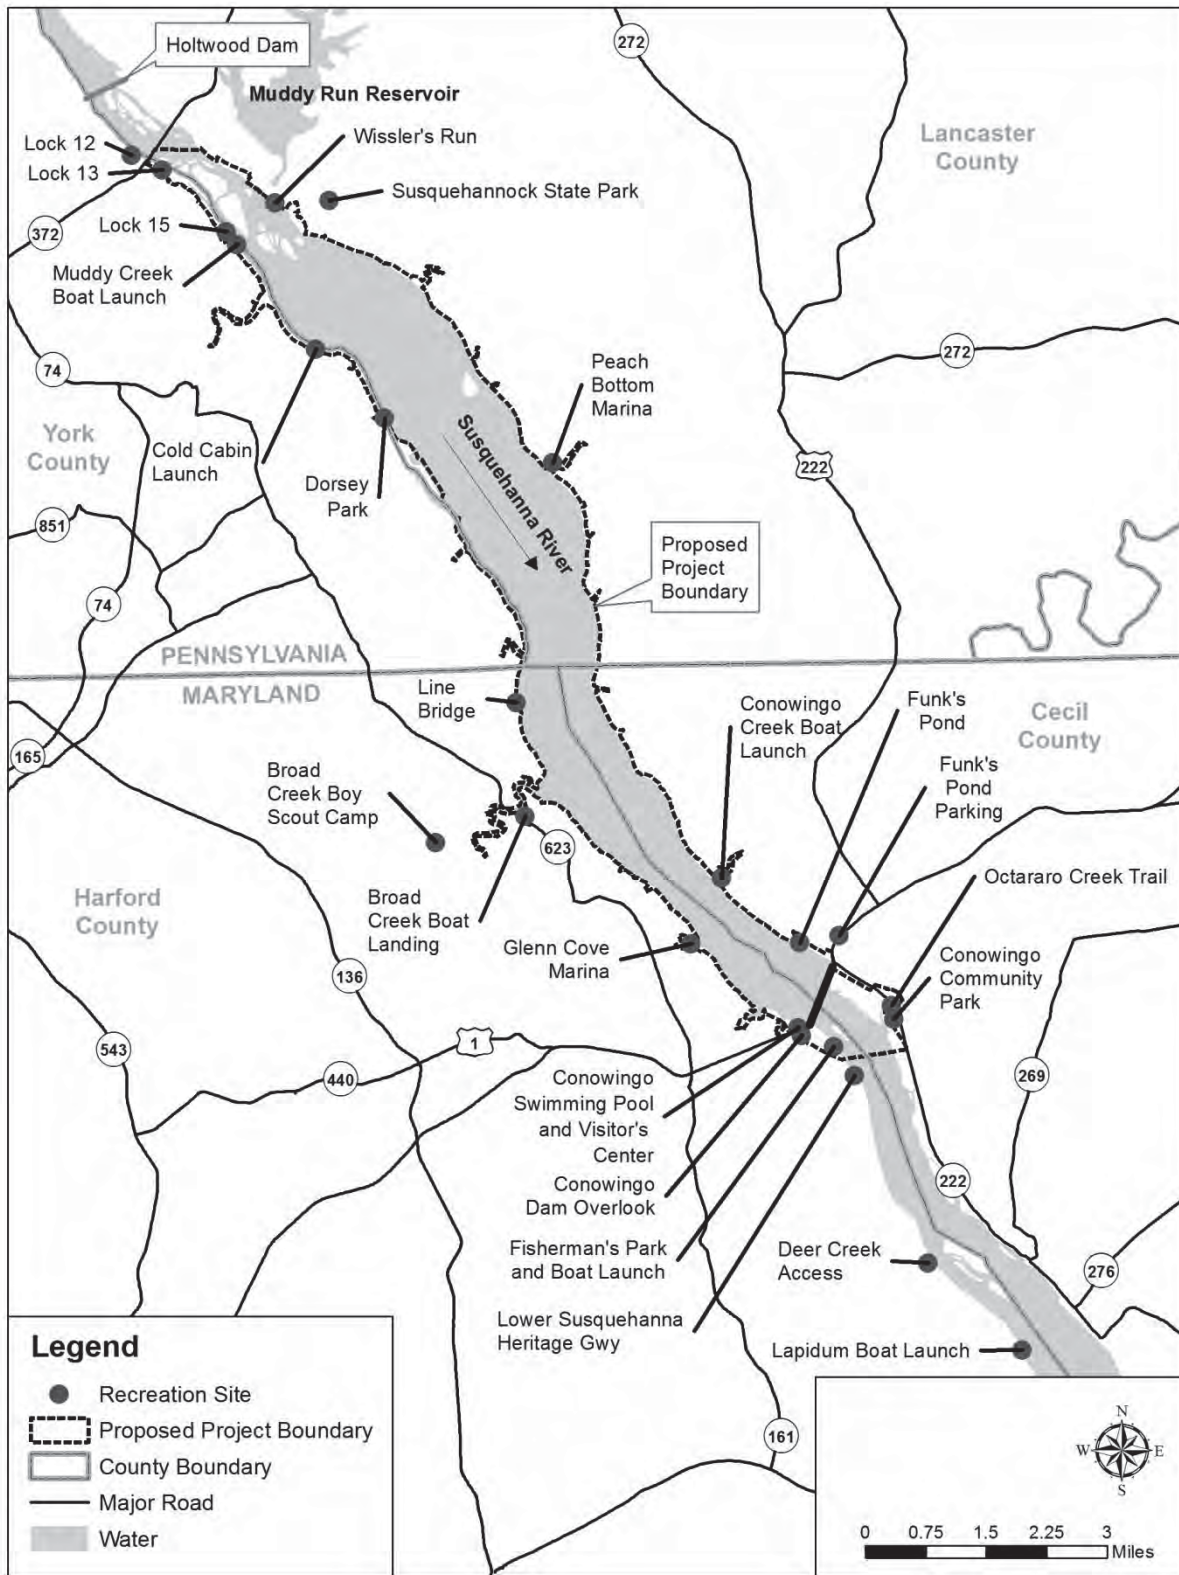 Holtwood Dam
272
Muddy Run Reservoir
Lancaster
County
Lock 12
Wissler's Run
Lock 13
Susquehannock State Park
372
Lock 15
Muddy Creek
Boat Launch
272
74
Peach
Bottom
Marina
York
County
Cold Cabin
Launch
Susquehanna River
222
Dorsey
Park
851
Proposed
Project
Boundary
74
PENNSYLVANIA
MARYLAND
Line
Bridge
Conowingo
Creek Boat
Launch
Funk's
Pond
Cecil
County
165
Broad
Creek Boy
Scout Camp
Funk's
Pond
Parking
623
Octararo Creek Trail
Harford
County
Broad
Creek Boat
Landing
Glenn Cove
Marina
Conowingo
Community
Park
136
543
1
440
269
Conowingo
Swimming Pool
and Visitor's
Center
Conowingo
Dam Overlook
222
Fisherman's Park
and Boat Launch
Deer Creek
Access
276
Lower Susquehanna
Heritage Gwy
Lapidum Boat Launch
161
Legend
Recreation Site
Proposed Project Boundary
County Boundary
Major Road
Water
N
W E
S
0 0.75 1.5 2.25 3
Miles